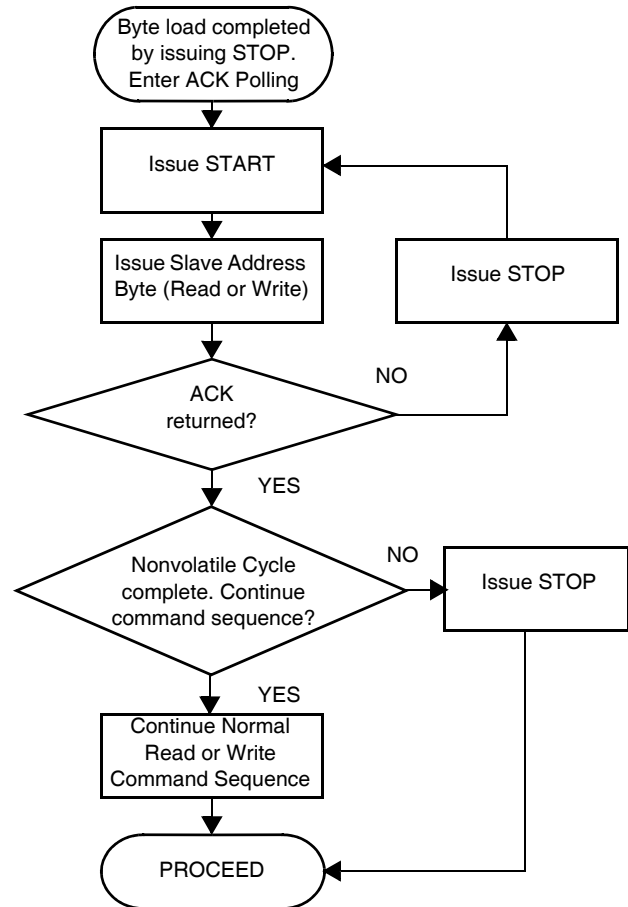 Byte load completed
by issuing STOP.
Enter ACK Polling
Issue START
Issue Slave Address
Byte (Read or Write)
Issue STOP
ACK
returned?
NO
YES
Nonvolatile Cycle
complete. Continue
command sequence?
NO
Issue STOP
YES
Continue Normal
Read or Write
Command Sequence
PROCEED